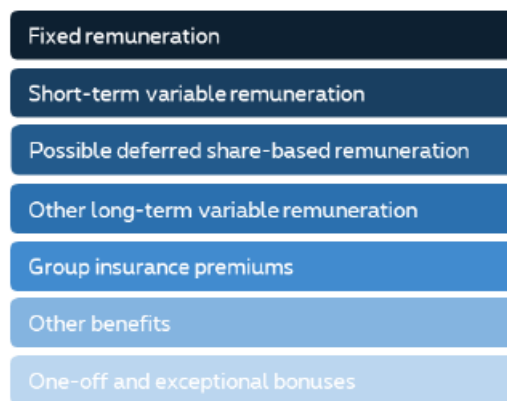 Fixed remuneration
Short-term variable remuneration
Possible deferred share-based remuneration
Other long-term variable remuneration
Group insurance premiums
Other benefits
One-off and exceptional bonuses